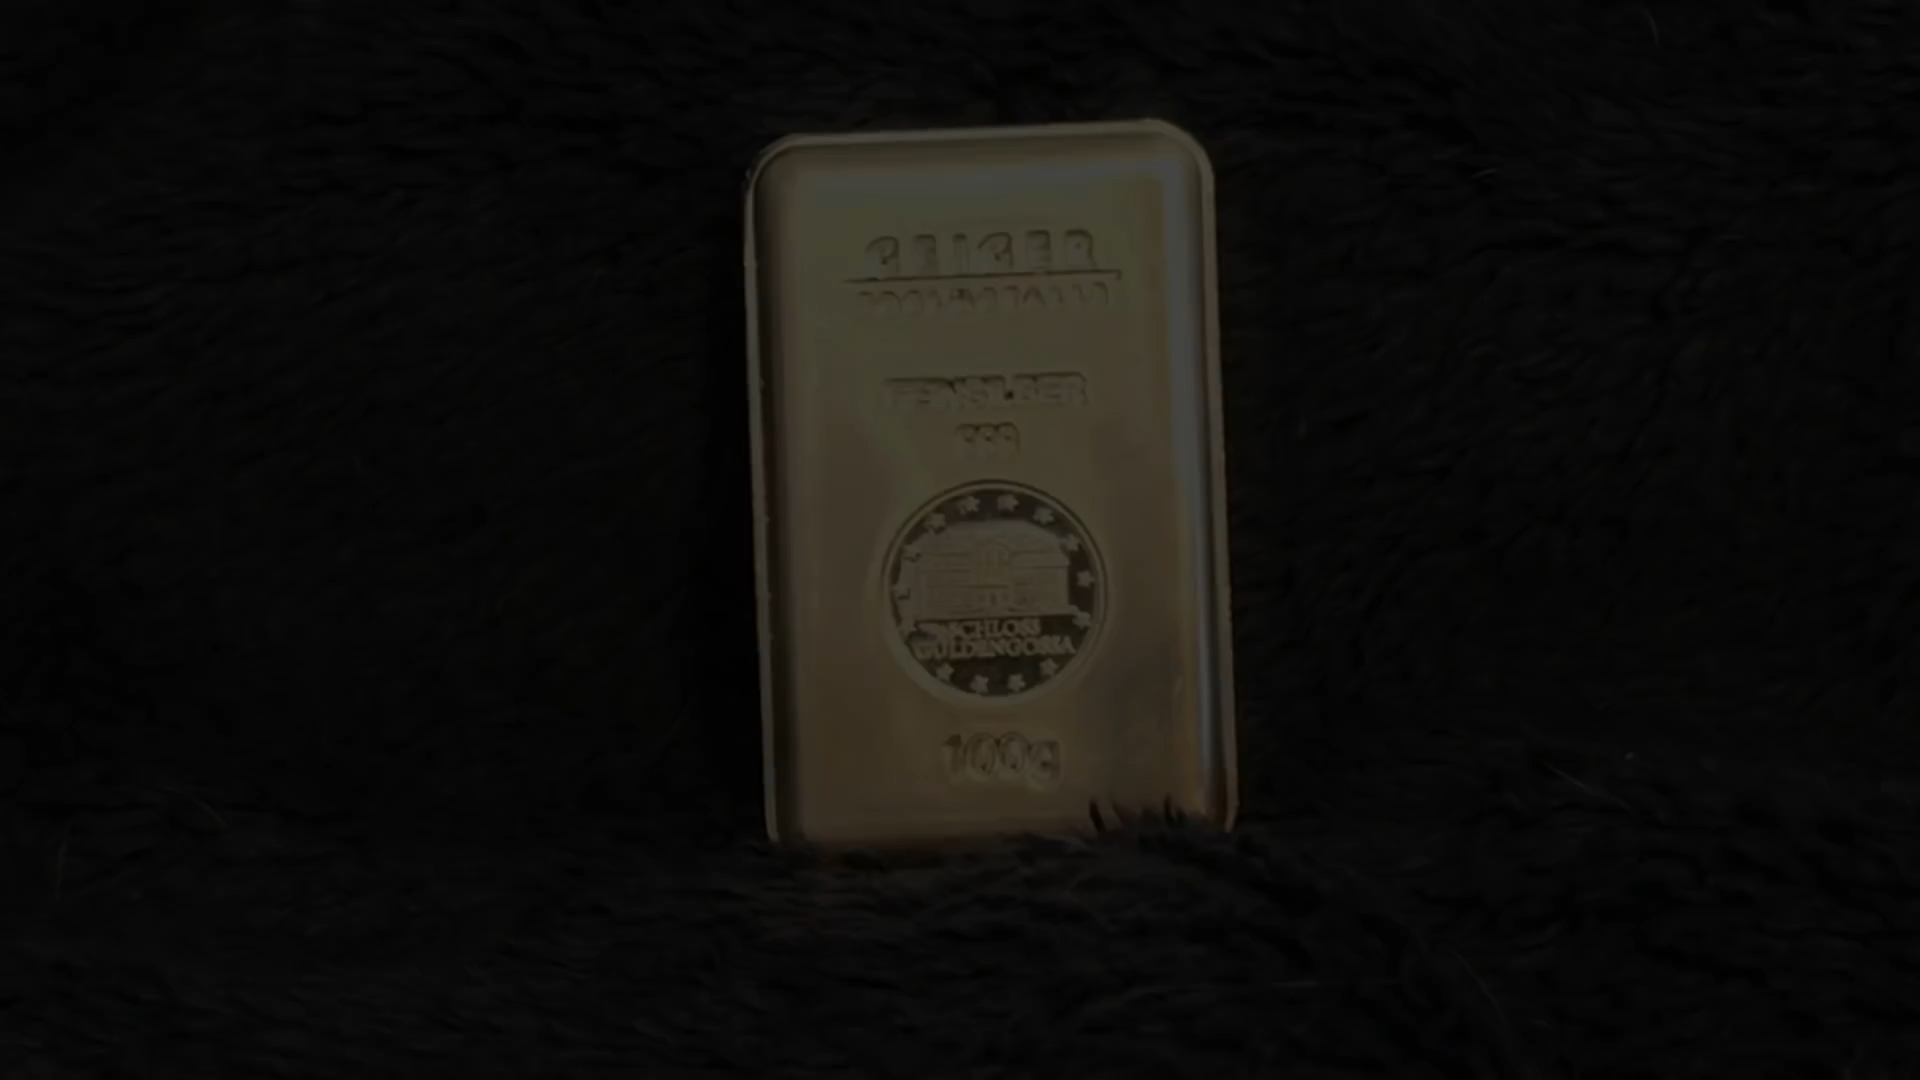 GEIGER
FEINSILBER
999
SCHLOSS
GÜLDENGOSSA
100g